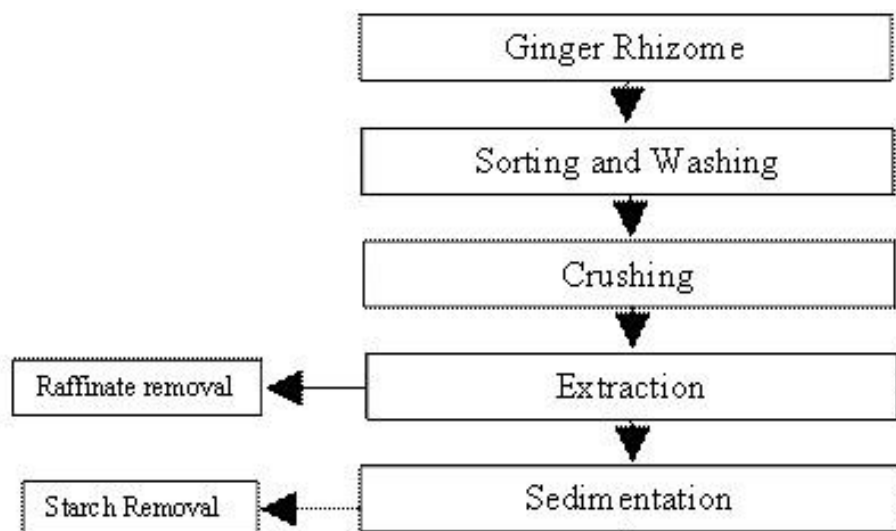 Ginger Rhizome
Sorting and Washing
Crushing
Raffinate removal
Extraction
Starch Removal
Sedimentation